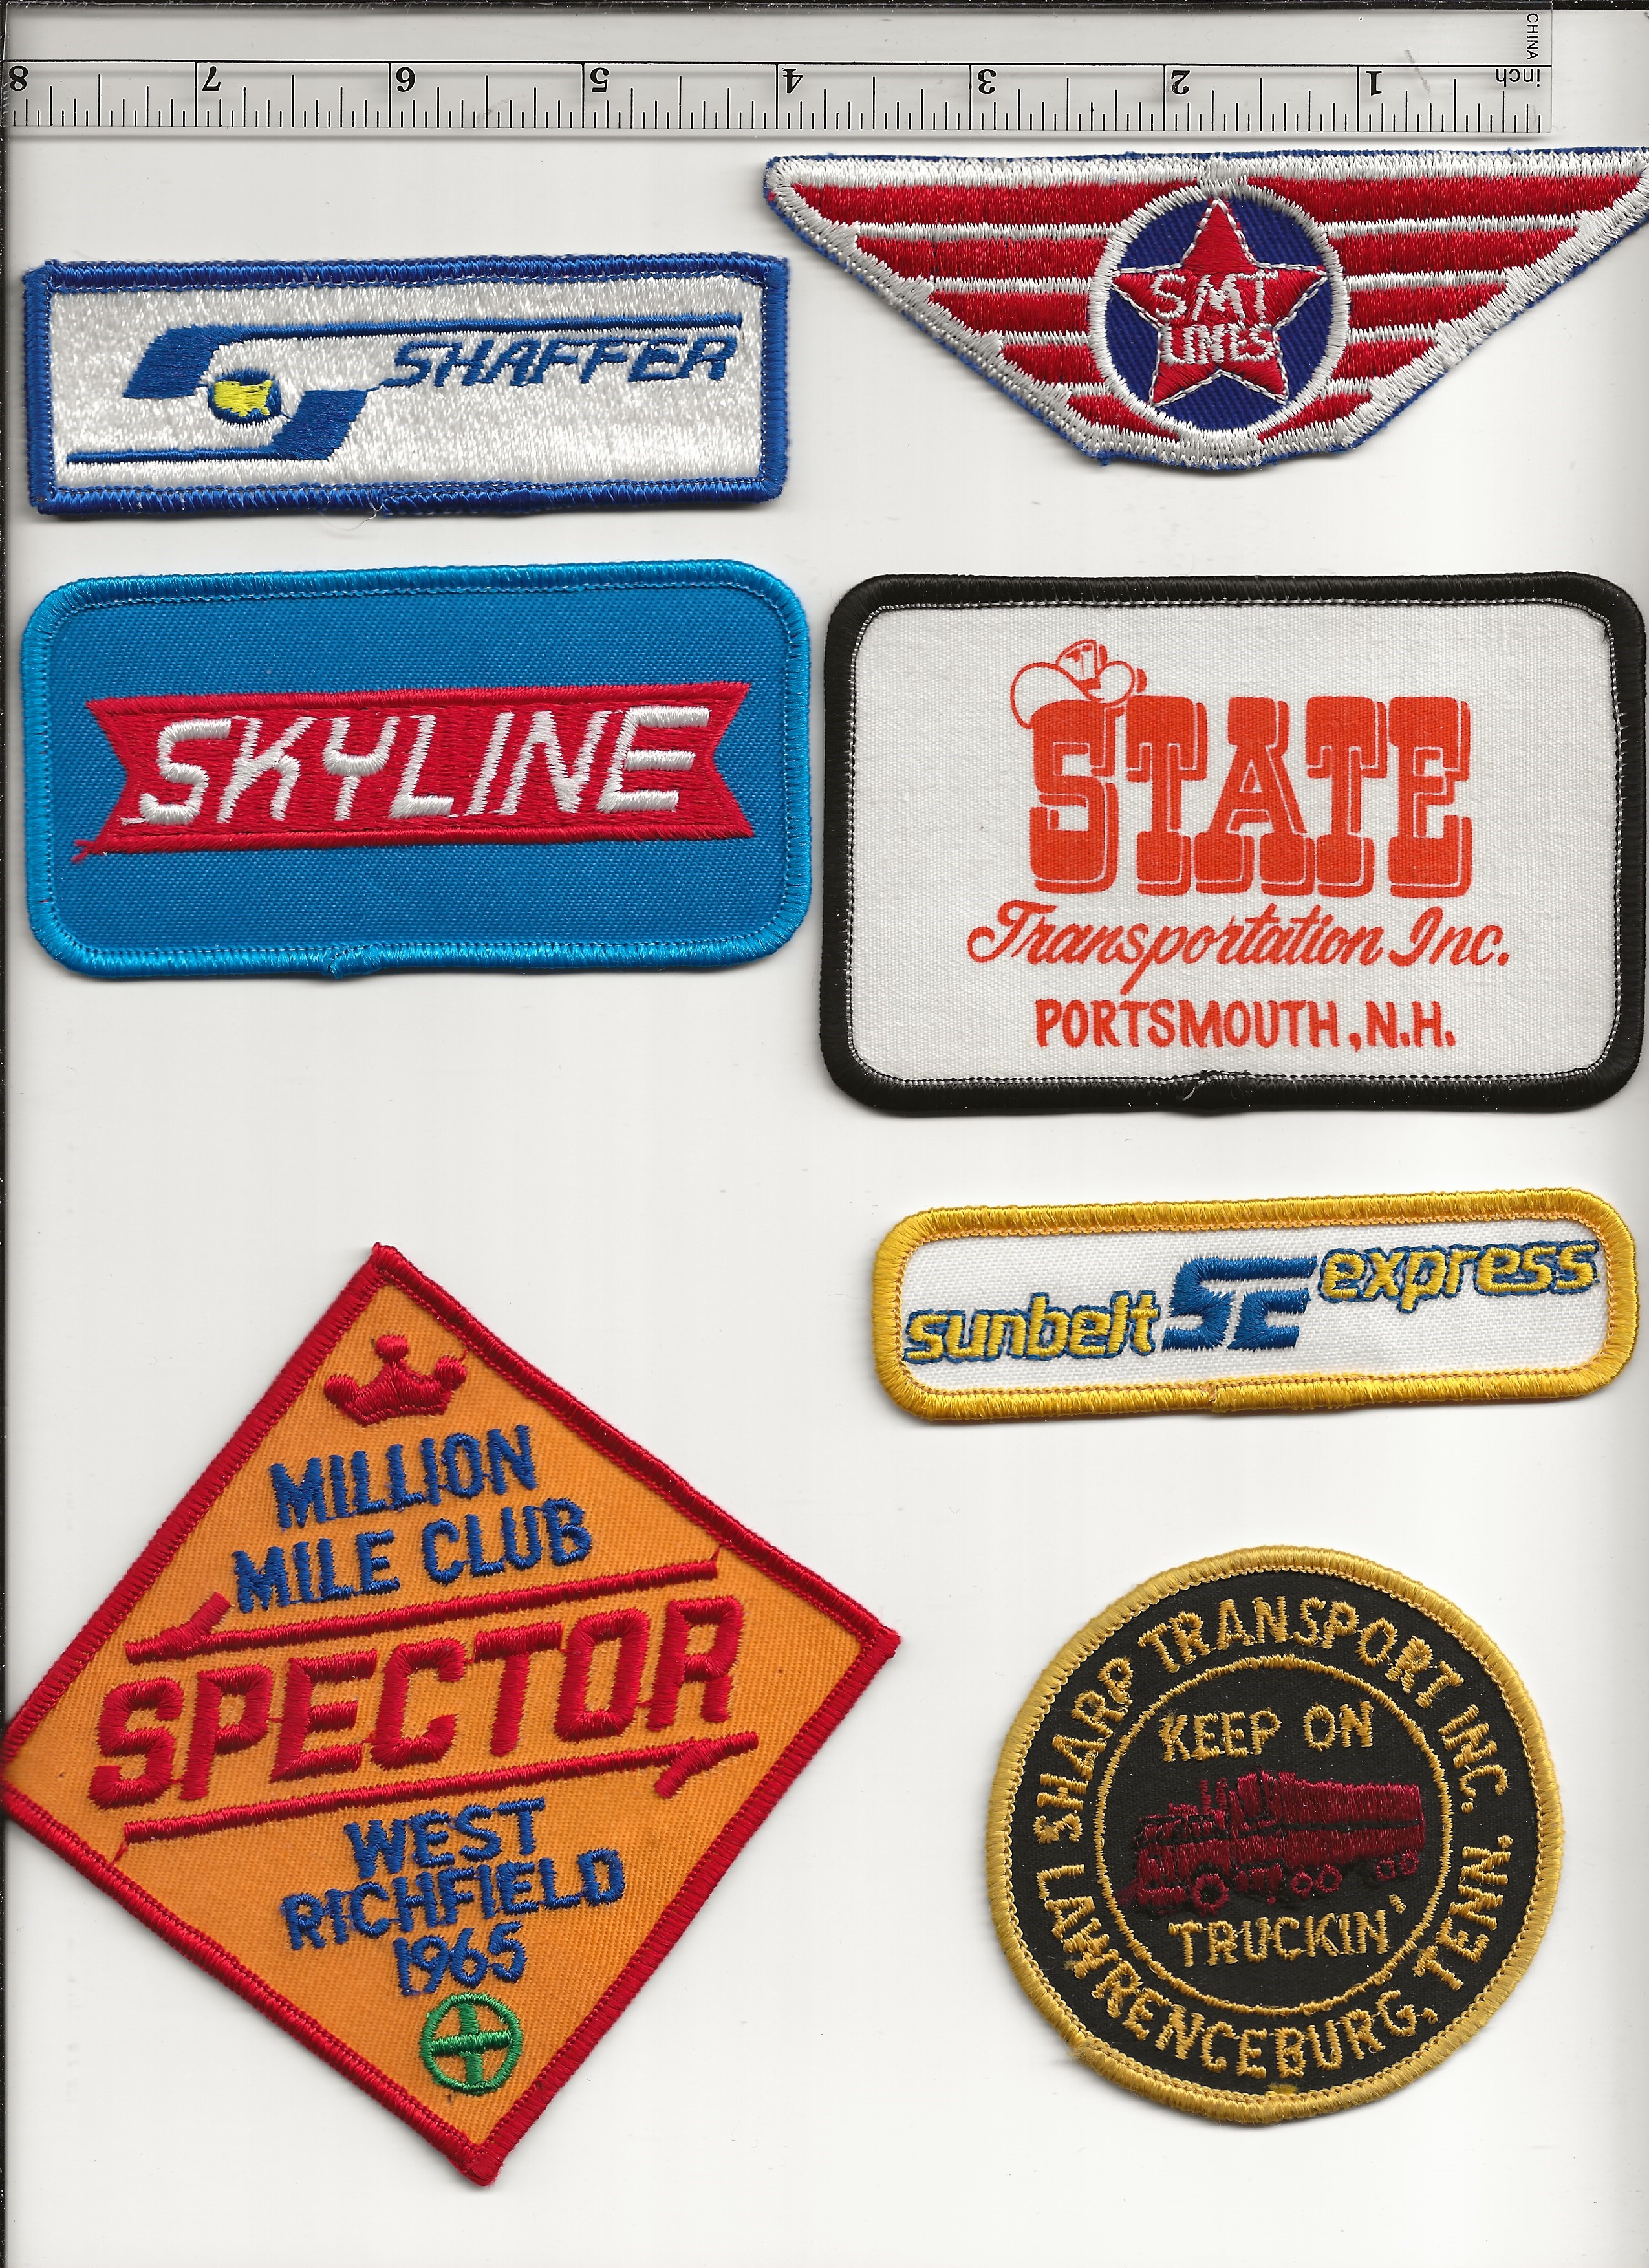 CHINA
inch
8 7 6 5 4 3 2 1
SHAFFER
SMT
LINES
SKYLINE
STATE
Transportation Inc.
PORTSMOUTH, N.H.
sunbelt SE express
MILLION
MILE CLUB
SPECTOR
WEST
RICHFIELD
1965
SHARP TRANSPORT INC.
KEEP ON
TRUCKIN'
LAWRENCEBURG, TENN.